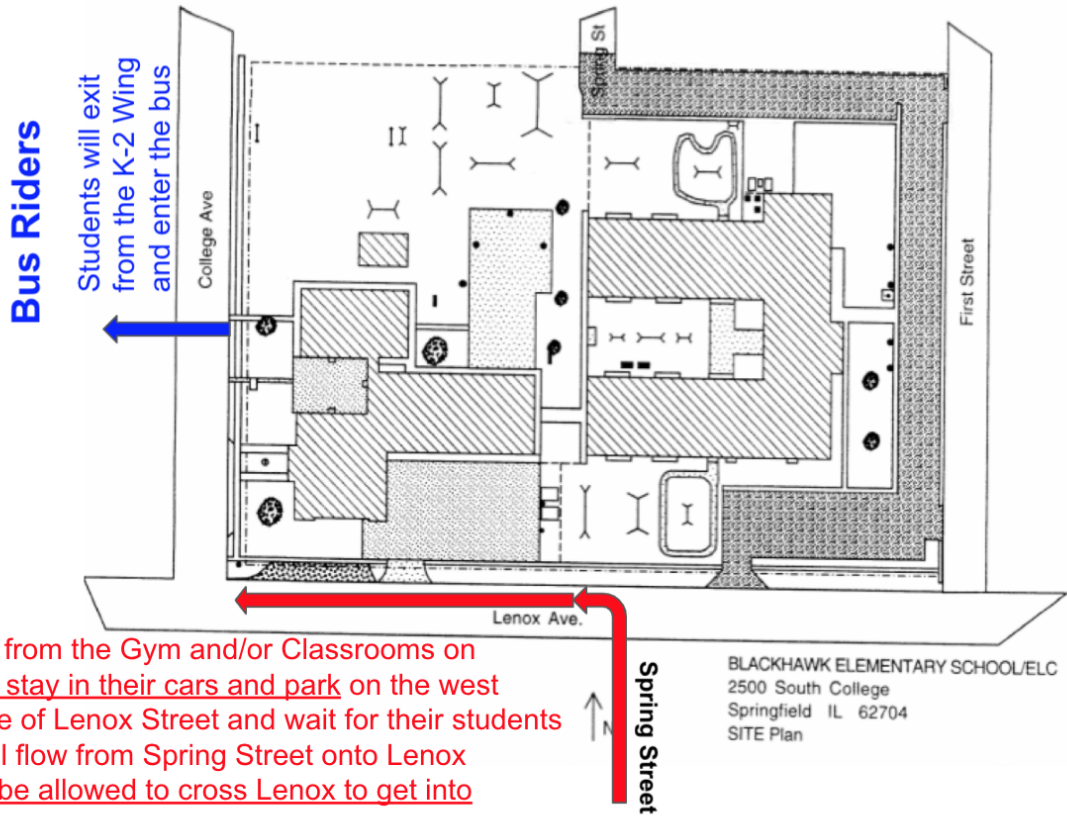 Bus Riders
Students will exit
from the K-2 Wing
and enter the bus
College Ave
Spring St
First Street
Lenox Ave.
Spring Street
N
from the Gym and/or Classrooms on
stay in their cars and park on the west
e of Lenox Street and wait for their students
l flow from Spring Street onto Lenox
be allowed to cross Lenox to get into
BLACKHAWK ELEMENTARY SCHOOL/ELC
2500 South College
Springfield IL 62704
SITE Plan